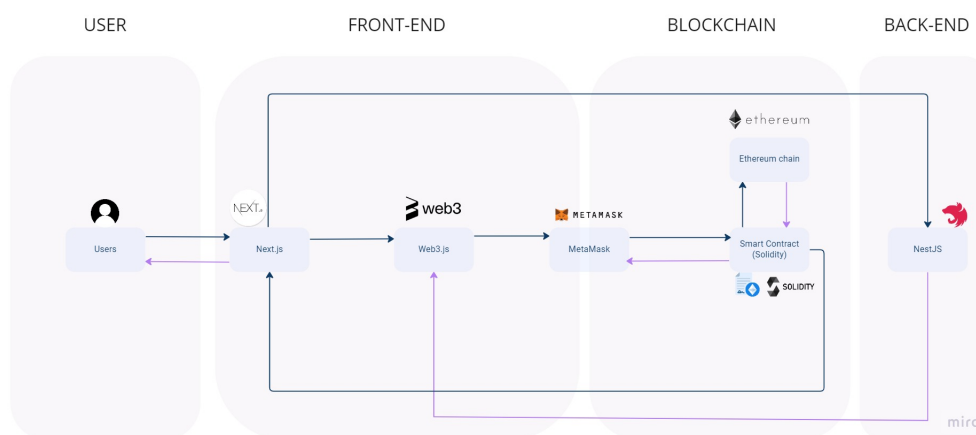 USER
FRONT-END
BLOCKCHAIN
BACK-END
ethereum
Ethereum chain
NEXT.js
web3
METAMASK
Users
Next.js
Web3.js
MetaMask
Smart Contract
(Solidity)
NestJS
SOLIDITY
miro